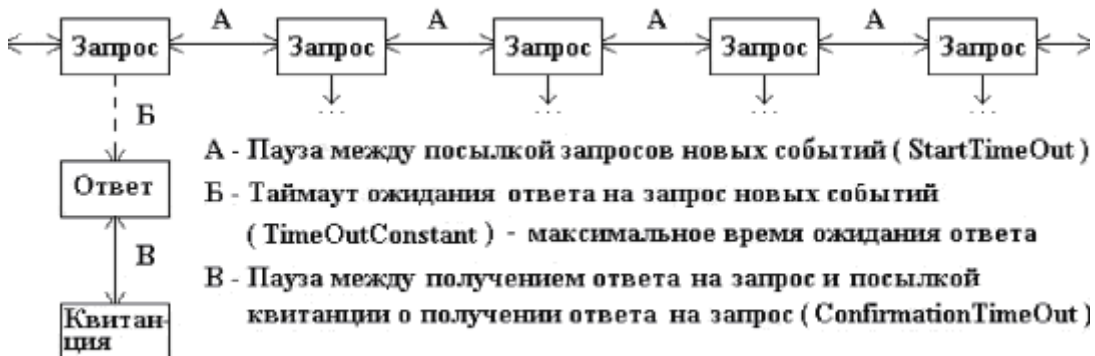 А А А А
Запрос Запрос Запрос Запрос Запрос
Б
... ... ... ...
А - Пауза между посылкой запросов новых событий ( StartTimeOut )
Ответ
Б - Таймаут ожидания ответа на запрос новых событий
( TimeOutConstant ) - максимальное время ожидания ответа
В
В - Пауза между получением ответа на запрос и посылкой
квитанции о получении ответа на запрос ( ConfirmationTimeOut )
Квитан-
ция